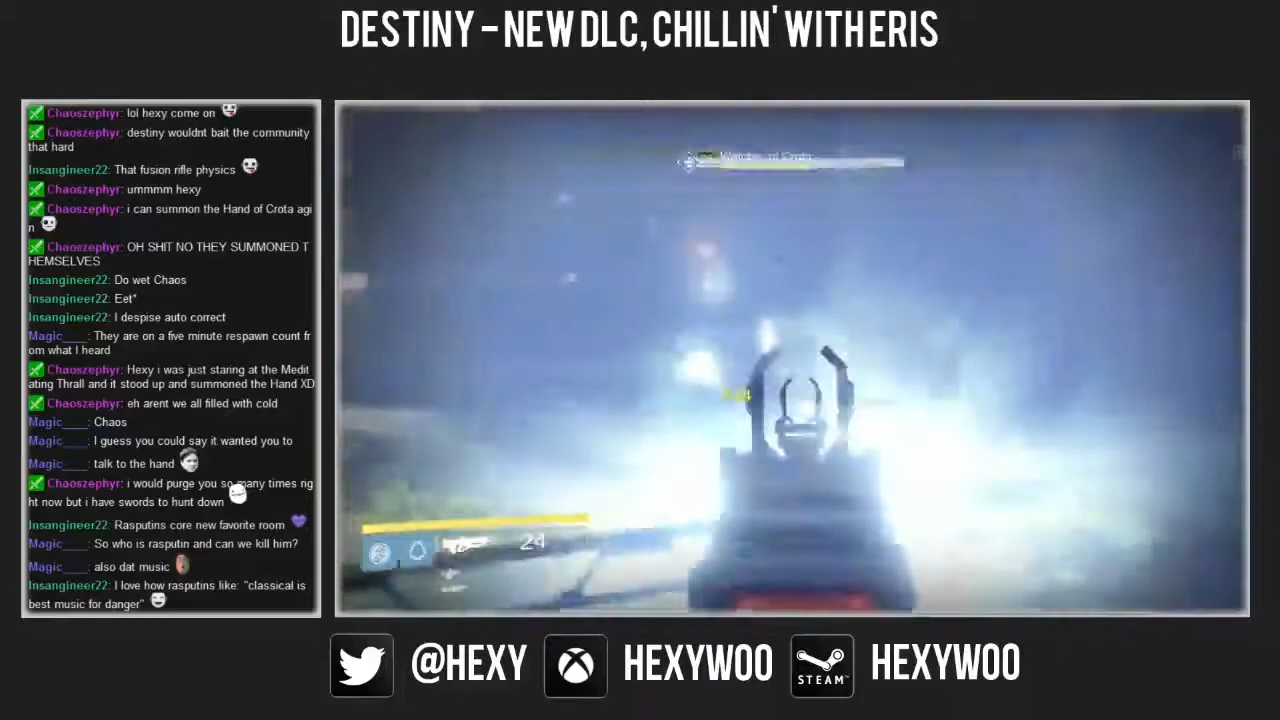 DESTINY - NEW DLC, CHILLIN' WITH ERIS
Chaoszephyr: lol hexy come on
Chaoszephyr: destiny wouldnt bait the community
that hard
Insangineer22: That fusion rifle physics
Chaoszephyr: ummmm hexy
Chaoszephyr: i can summon the Hand of Crota agi
n
Chaoszephyr: OH SHIT NO THEY SUMMONED T
HEMSELVES
Insangineer22: Do wet Chaos
Insangineer22: Eet*
Insangineer22: I despise auto correct
Magic____: They are on a five minute respawn count fr
om what I heard
Chaoszephyr: Hexy i was just staring at the Medit
ating Thrall and it stood up and summoned the Hand XD
Chaoszephyr: eh arent we all filled with cold
Magic____: Chaos
Magic____: I guess you could say it wanted you to
Magic____: talk to the hand
Chaoszephyr: i would purge you so many times rig
ht now but i have swords to hunt down
Insangineer22: Rasputins core new favorite room
Magic____: So who is rasputin and can we kill him?
Magic____: also dat music
Insangineer22: I love how rasputins like: "classical is
best music for danger"
24
@HEXY
HEXYWOO
STEAM™
HEXYWOO